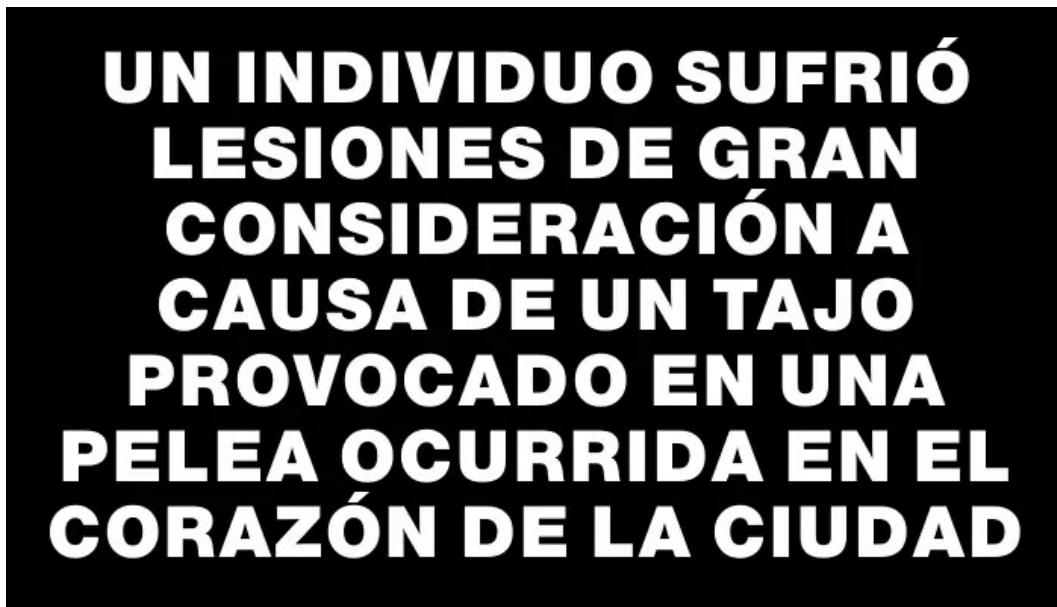 UN INDIVIDUO SUFRIÓ
LESIONES DE GRAN
CONSIDERACIÓN A
CAUSA DE UN TAJO
PROVOCADO EN UNA
PELEA OCURRIDA EN EL
CORAZÓN DE LA CIUDAD